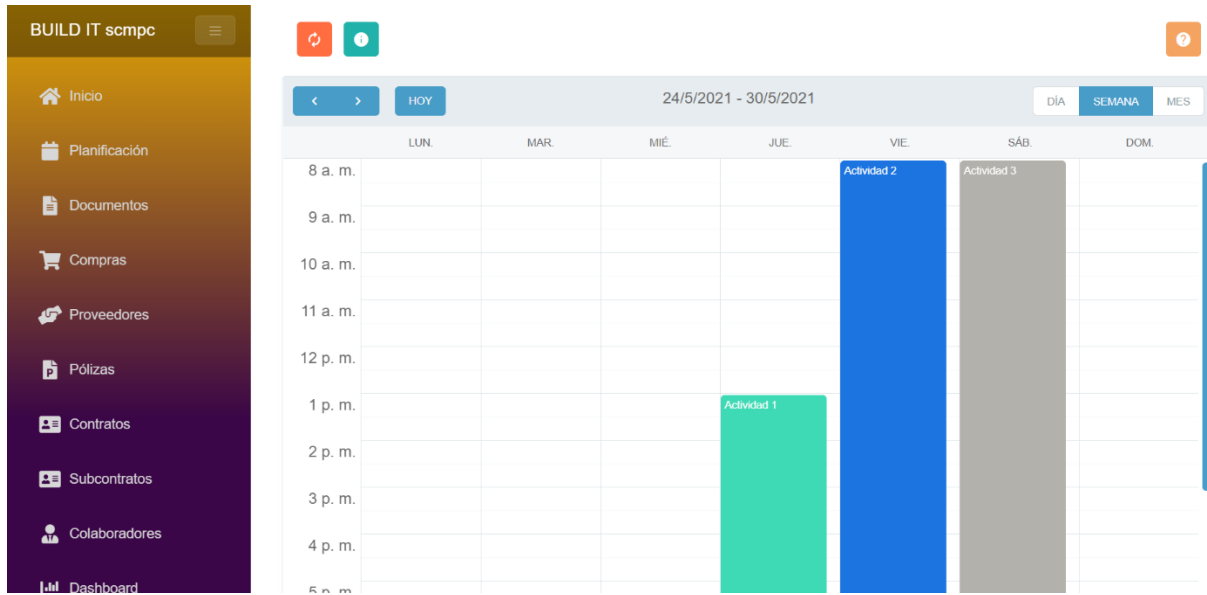 BUILD IT scmpc
Inicio
Planificación
Documentos
Compras
Proveedores
Pólizas
Contratos
Subcontratos
Colaboradores
Dashboard
HOY
24/5/2021 - 30/5/2021
DÍA SEMANA MES
LUN. MAR. MIÉ. JUE. VIE. SÁB. DOM.
8 a. m. Actividad 2 Actividad 3
9 a. m.
10 a. m.
11 a. m.
12 p. m.
1 p. m. Actividad 1
2 p. m.
3 p. m.
4 p. m.
5 p. m.